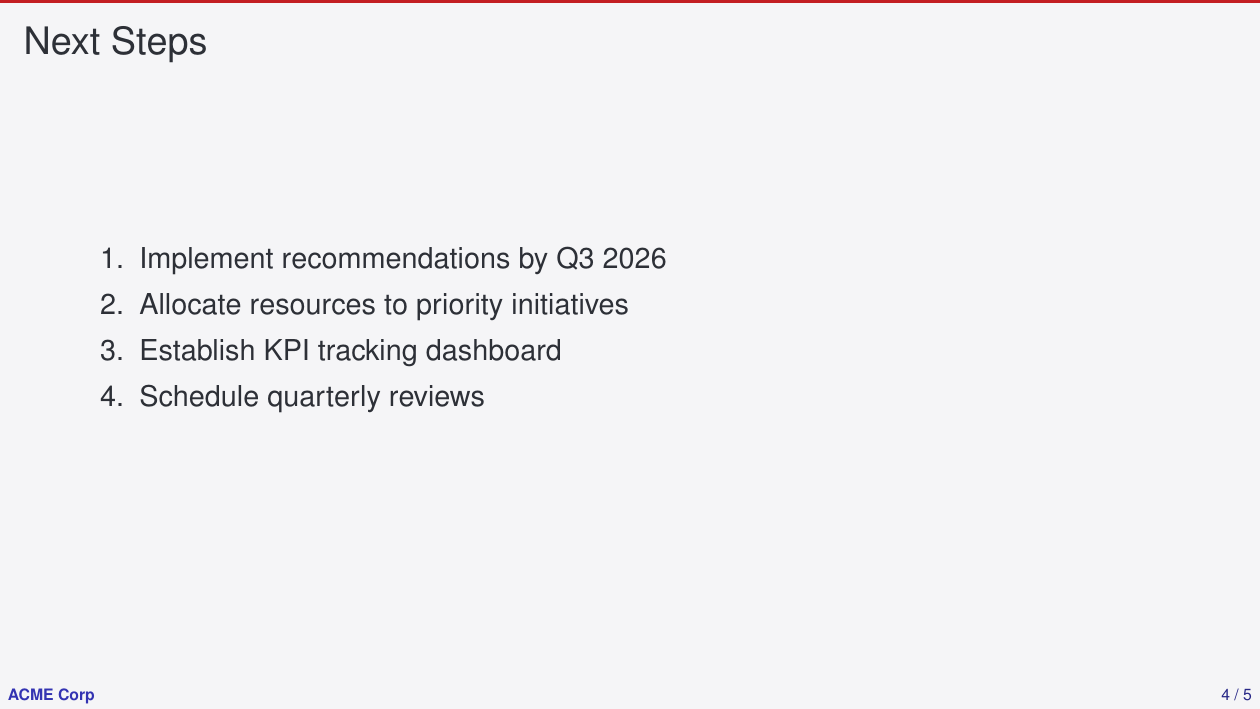 Next Steps
1. Implement recommendations by Q3 2026
2. Allocate resources to priority initiatives
3. Establish KPI tracking dashboard
4. Schedule quarterly reviews
ACME Corp
4 / 5